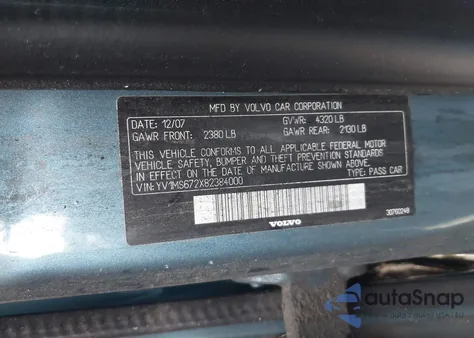 MFD BY VOLVO CAR CORPORATION
DATE: 12/07 GVWR: 4320 LB
GAWR FRONT: 2380 LB GAWR REAR: 2130 LB
THIS VEHICLE CONFORMS TO ALL APPLICABLE FEDERAL MOTOR
VEHICLE SAFETY, BUMPER AND THEFT PREVENTION STANDARDS
IN EFFECT ON THE DATE OF MANUFACTURE SHOWN ABOVE.
VIN: YV1MS672X82384000 TYPE: PASS CAR
30760248
VOLVO
autoSnap